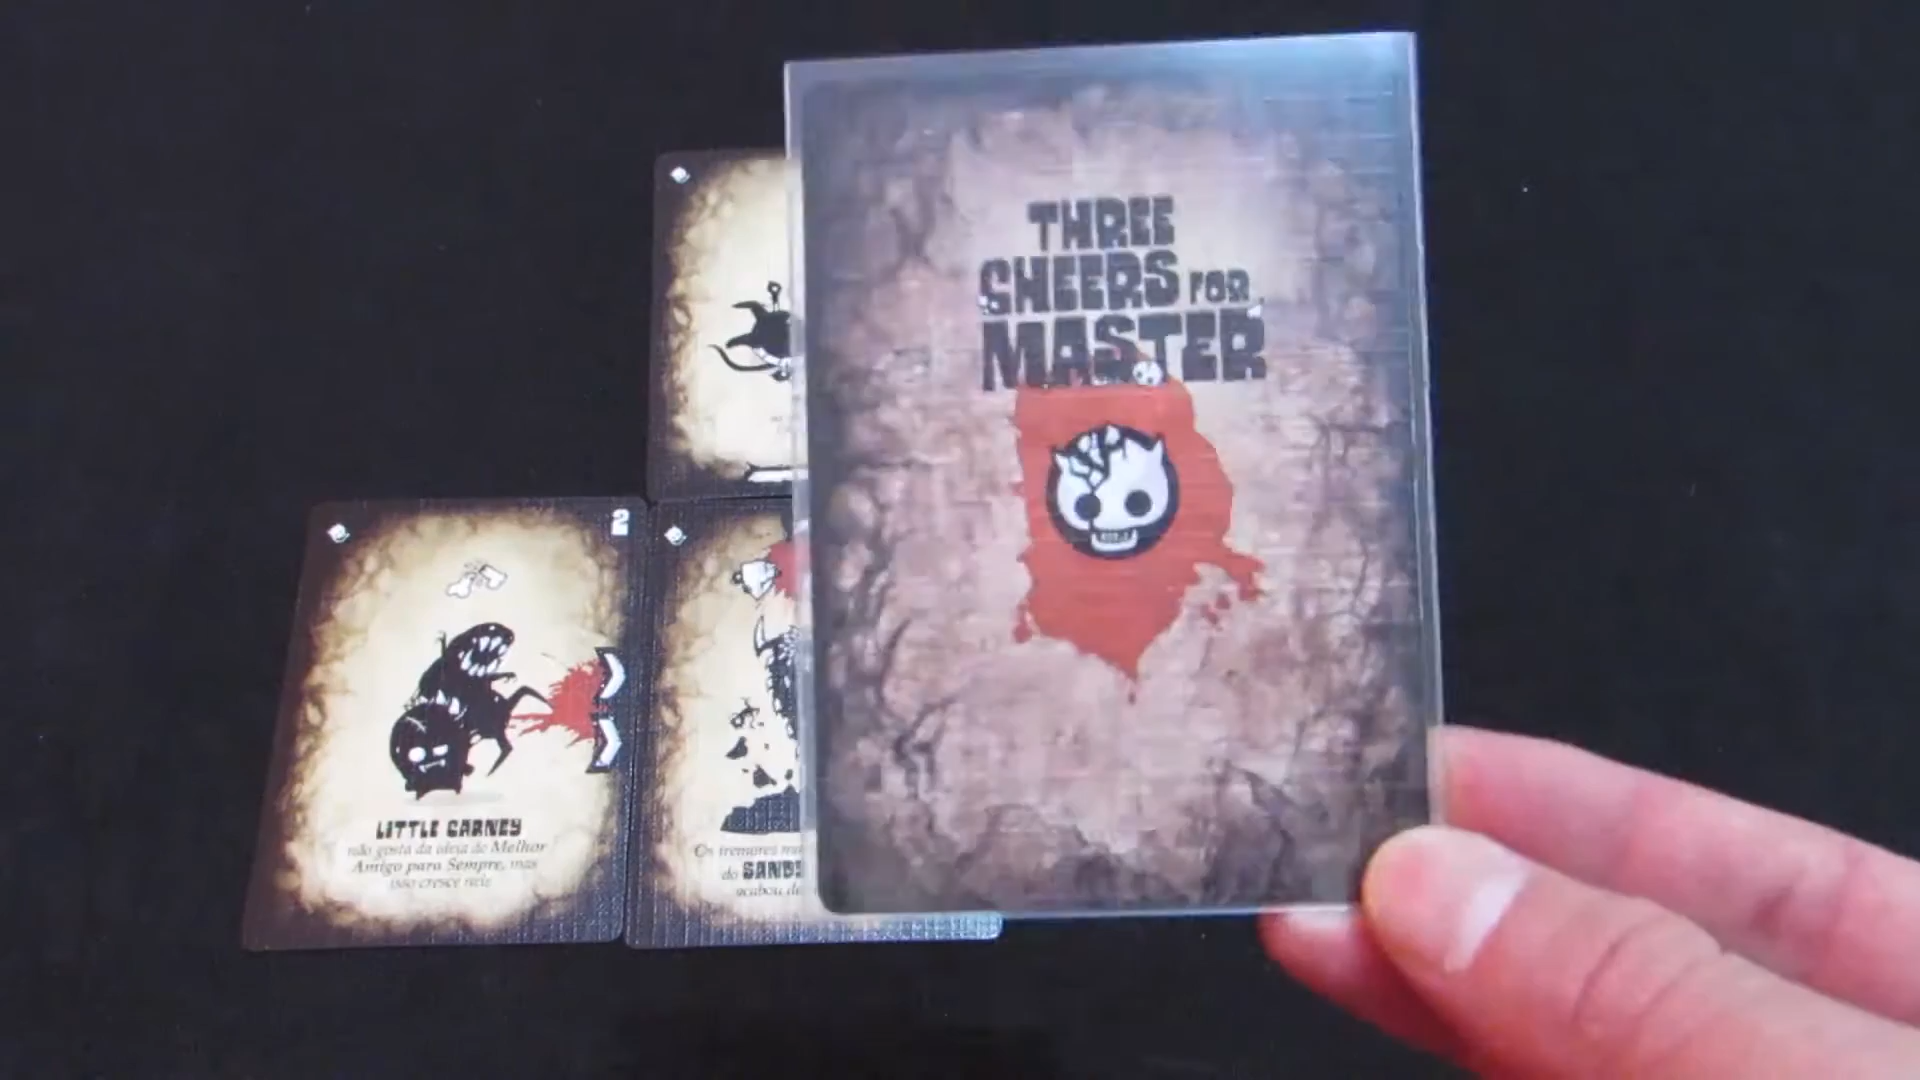 THREE
CHEERS FOR
MASTER
2
LITTLE CARNEY
não gosta da ideia de Melhor
Amigo para Sempre, mas
isso cresce
Os tremores
do
acabou de